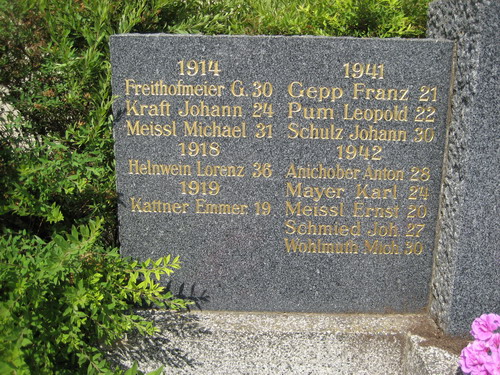 1914
Freithofmeier G. 30
Kraft Johann 24
Meissl Michael 31
1918
Helnwein Lorenz 36
1919
Kattner Emmer 19
1941
Gepp Franz 21
Pum Leopold 22
Schulz Johann 30
1942
Antchober Anton 28
Mayer Karl 24
Meissl Ernst 20
Schmied Joh. 27
Wohlmuth Mich. 30